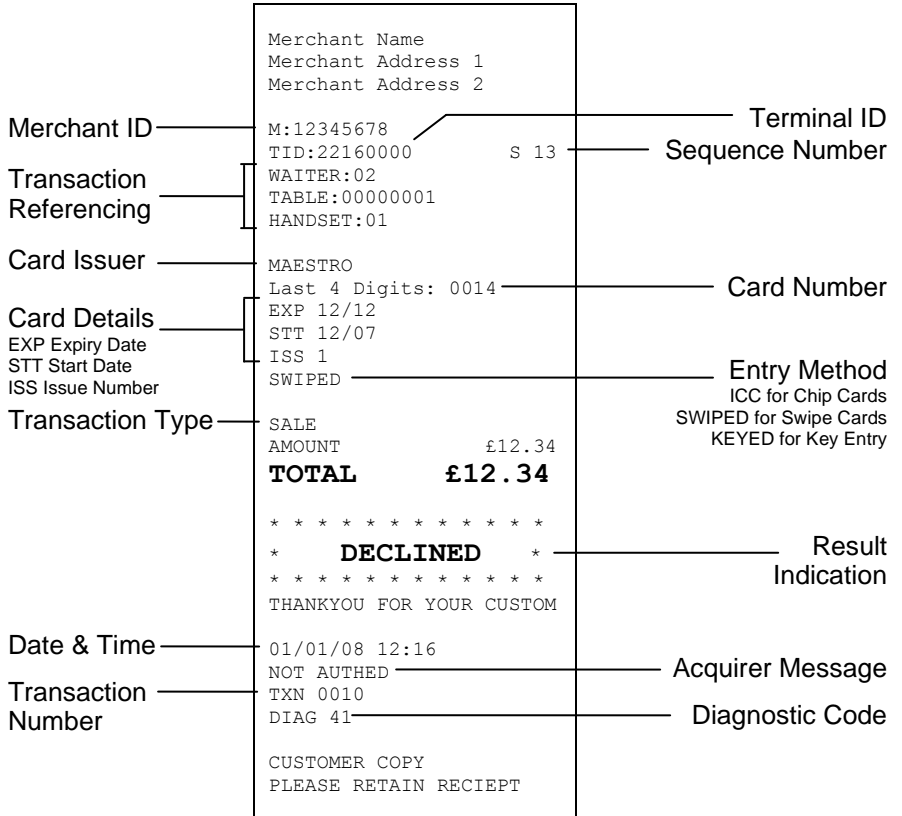 Merchant Name
Merchant Address 1
Merchant Address 2
Merchant ID
M:12345678
Terminal ID
TID:22160000 S 13
Sequence Number
Transaction
Referencing
WAITER:02
TABLE:00000001
HANDSET:01
Card Issuer
MAESTRO
Last 4 Digits: 0014
Card Number
Card Details
EXP Expiry Date
STT Start Date
ISS Issue Number
EXP 12/12
STT 12/07
ISS 1
SWIPED
Entry Method
ICC for Chip Cards
SWIPED for Swipe Cards
KEYED for Key Entry
Transaction Type
SALE
AMOUNT £12.34
TOTAL £12.34
* * * * * * * * * * * *
* DECLINED *
* * * * * * * * * * * *
Result
Indication
THANKYOU FOR YOUR CUSTOM
Date & Time
01/01/08 12:16
NOT AUTHED
Acquirer Message
Transaction
Number
TXN 0010
DIAG 41
Diagnostic Code
CUSTOMER COPY
PLEASE RETAIN RECIEPT